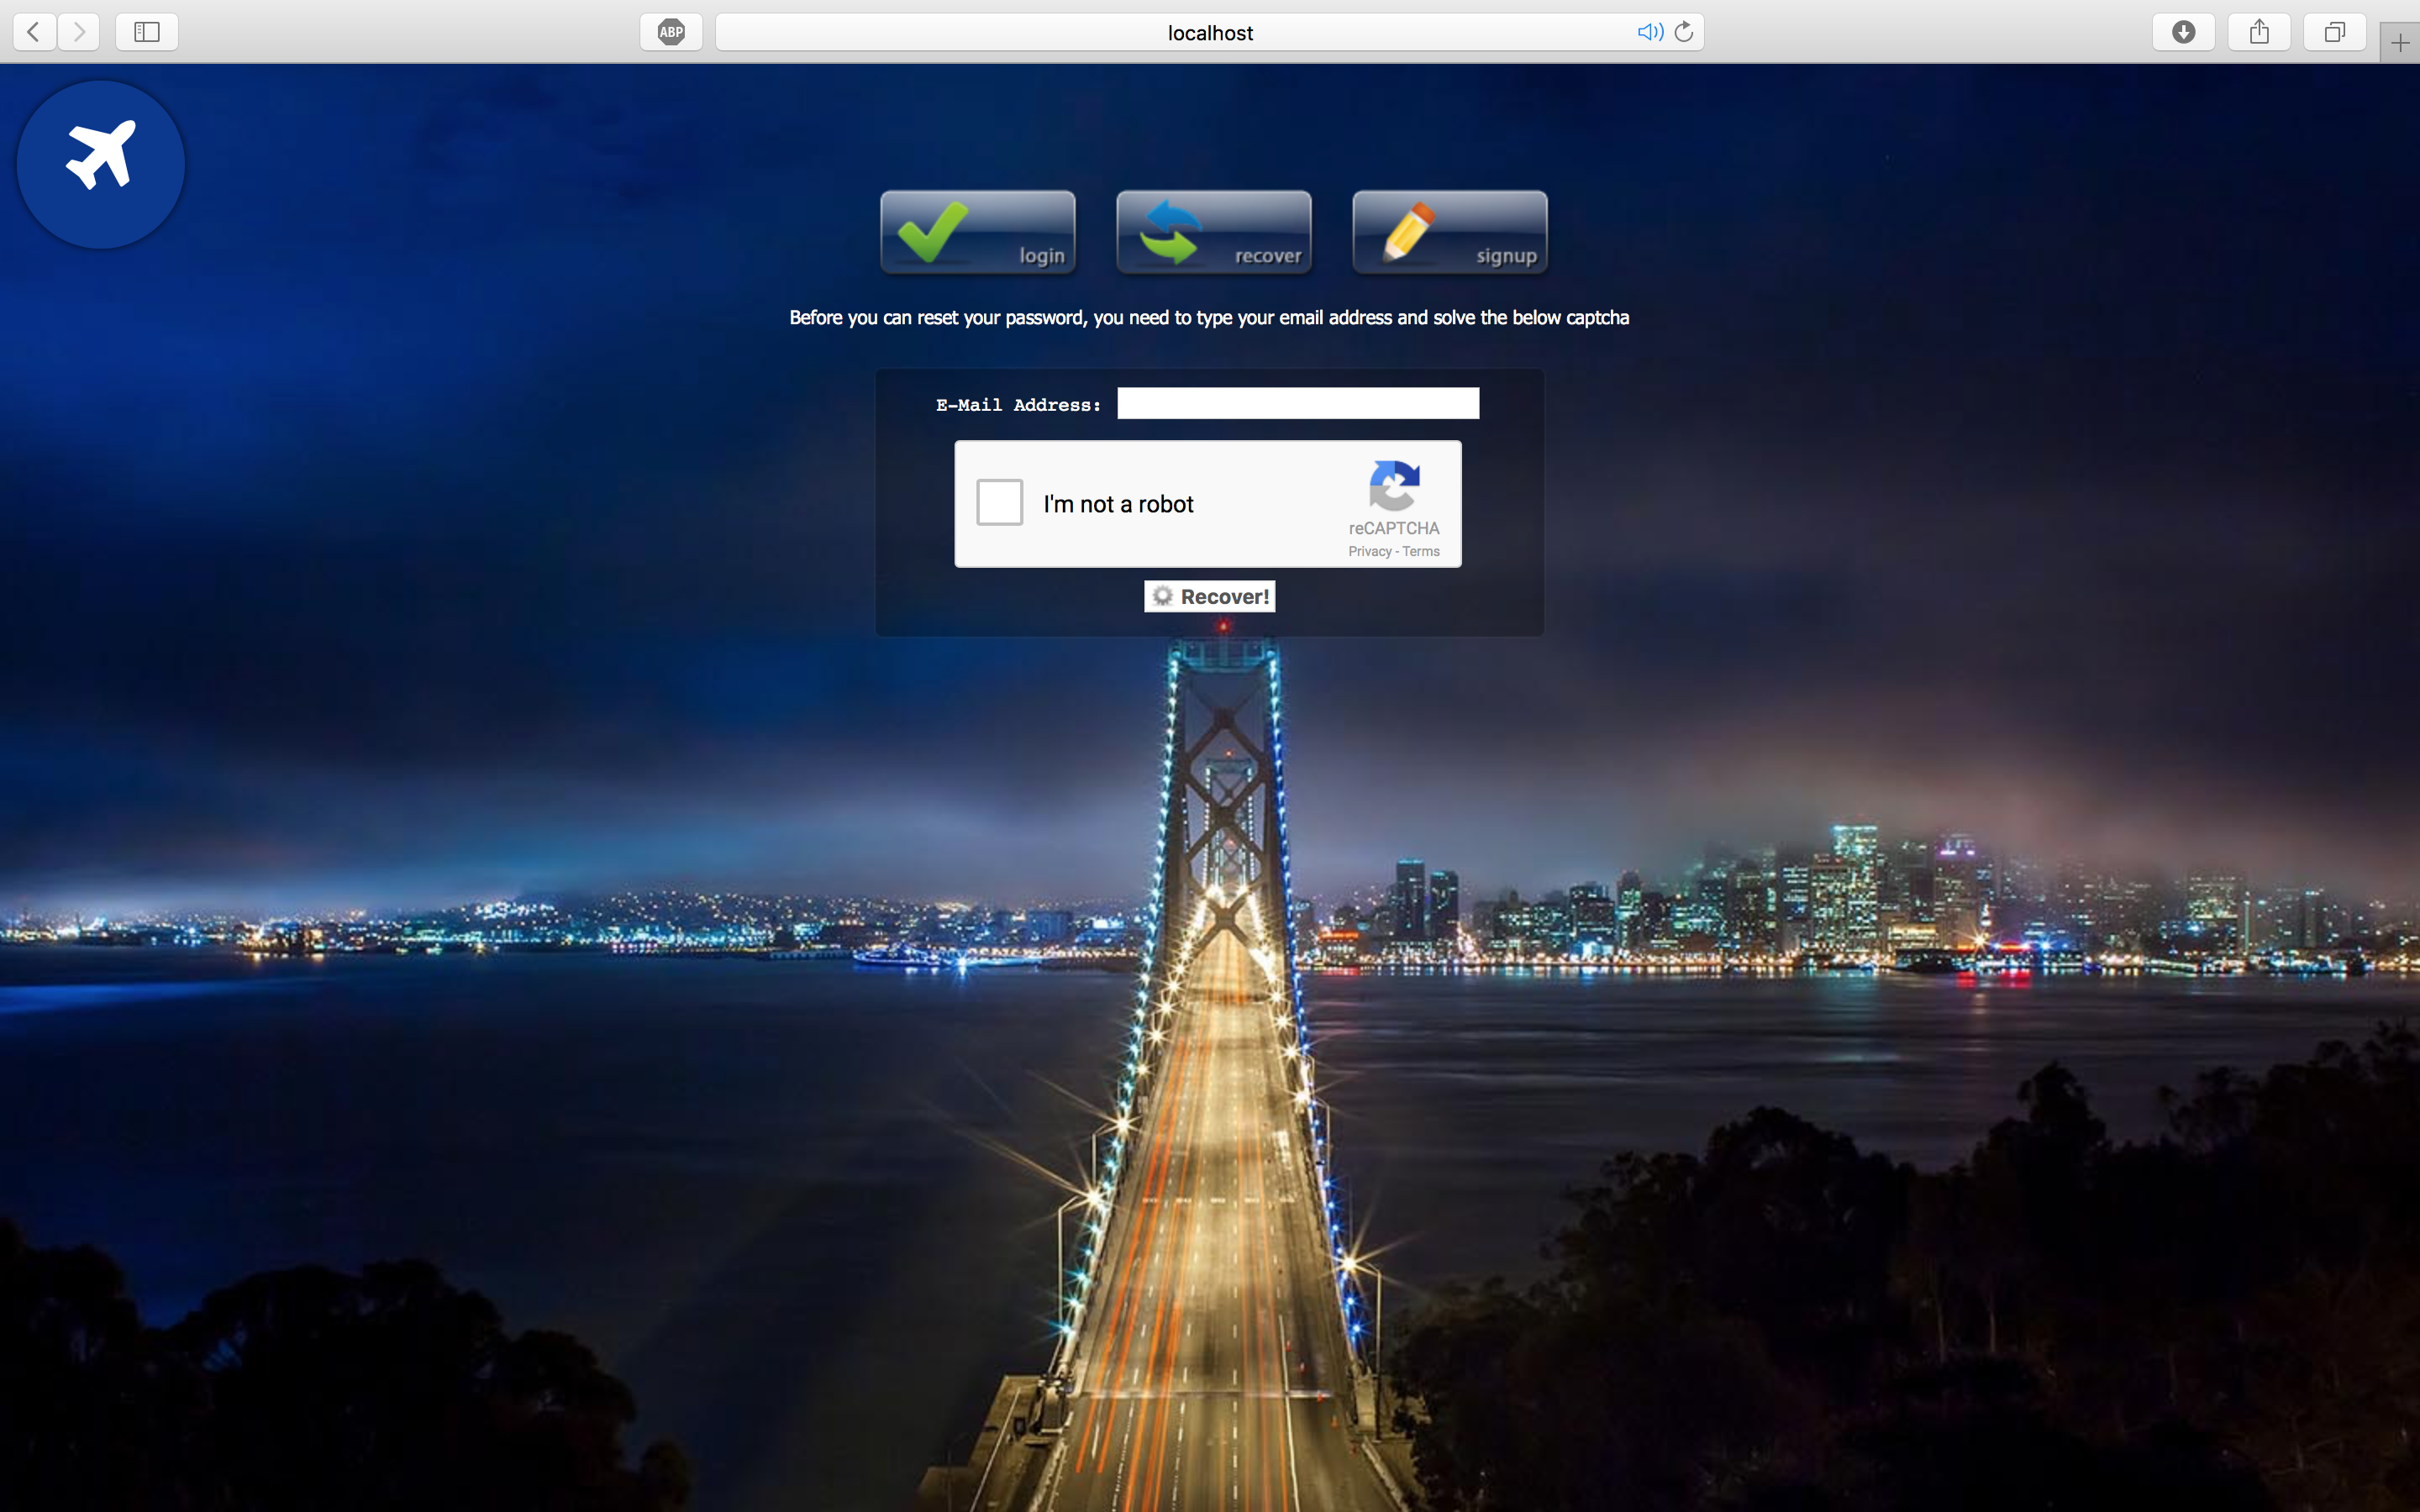 ABP
localhost
login
recover
signup
Before you can reset your password, you need to type your email address and solve the below captcha
E-Mail Address:
I'm not a robot
reCAPTCHA
Privacy - Terms
Recover!